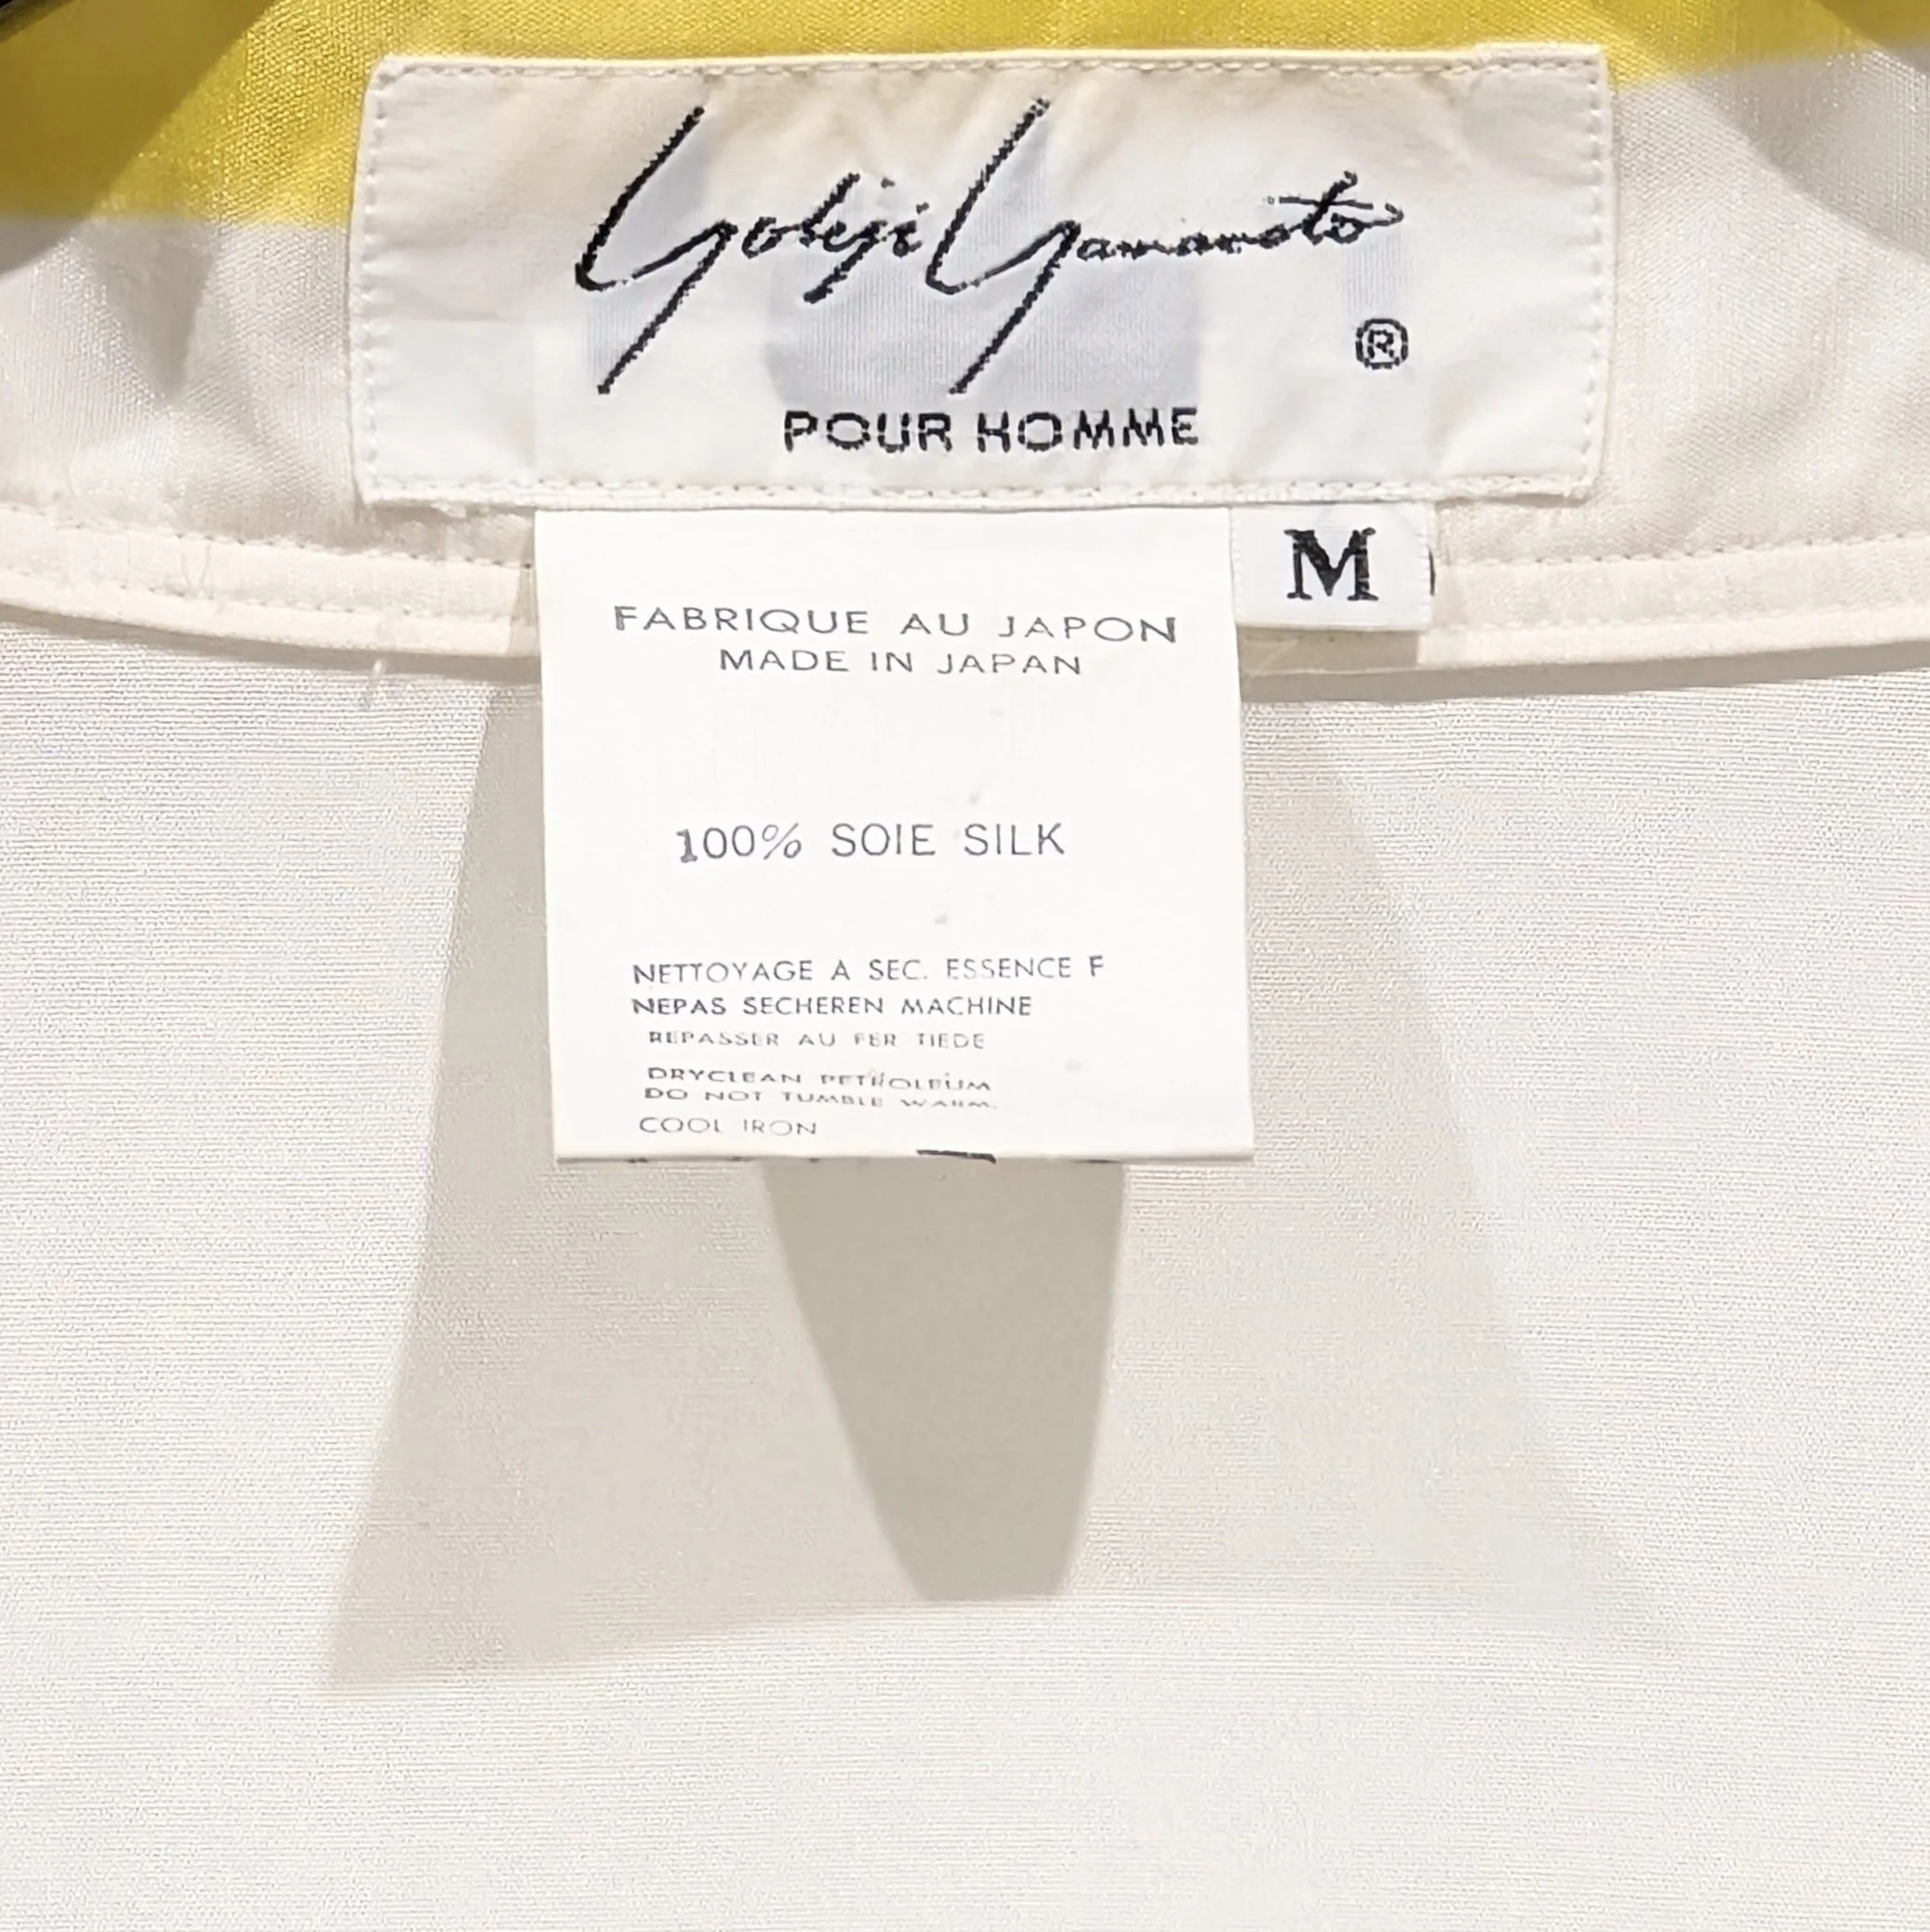 Yohji Yamamoto
®
POUR HOMME
M
FABRIQUE AU JAPON
MADE IN JAPAN
100% SOIE SILK
NETTOYAGE A SEC. ESSENCE F
NEPAS SECHEREN MACHINE
REPASSER AU FER TIEDE
DRYCLEAN PETROLEUM
DO NOT TUMBLE WARM.
COOL IRON